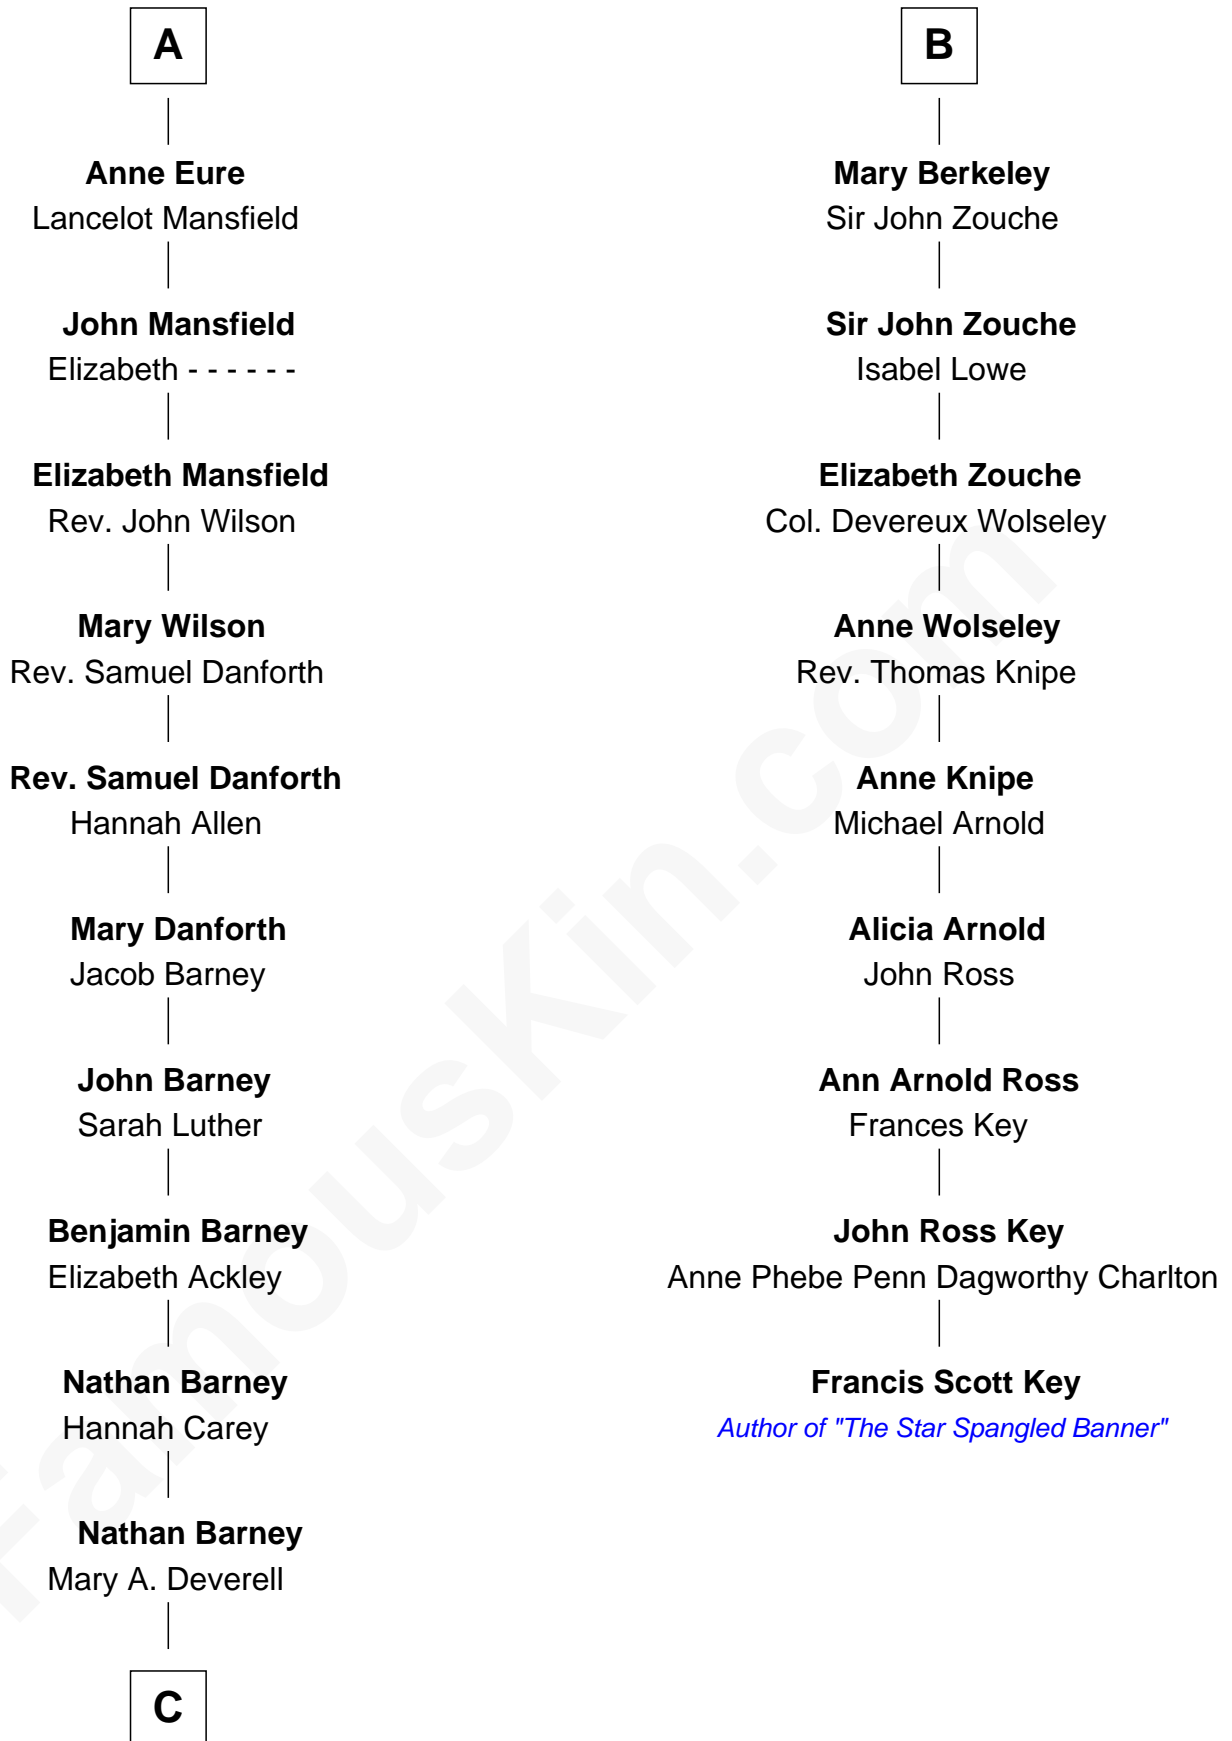 A
Anne Eure
Lancelot Mansfield
John Mansfield
Elizabeth - - - - - -
Elizabeth Mansfield
Rev. John Wilson
Mary Wilson
Rev. Samuel Danforth
Rev. Samuel Danforth
Hannah Allen
Mary Danforth
Jacob Barney
John Barney
Sarah Luther
Benjamin Barney
Elizabeth Ackley
Nathan Barney
Hannah Carey
Nathan Barney
Mary A. Deverell
C
B
Mary Berkeley
Sir John Zouche
Sir John Zouche
Isabel Lowe
Elizabeth Zouche
Col. Devereux Wolseley
Anne Wolseley
Rev. Thomas Knipe
Anne Knipe
Michael Arnold
Alicia Arnold
John Ross
Ann Arnold Ross
Frances Key
John Ross Key
Anne Phebe Penn Dagworthy Charlton
Francis Scott Key
Author of "The Star Spangled Banner"
FamousKin.com